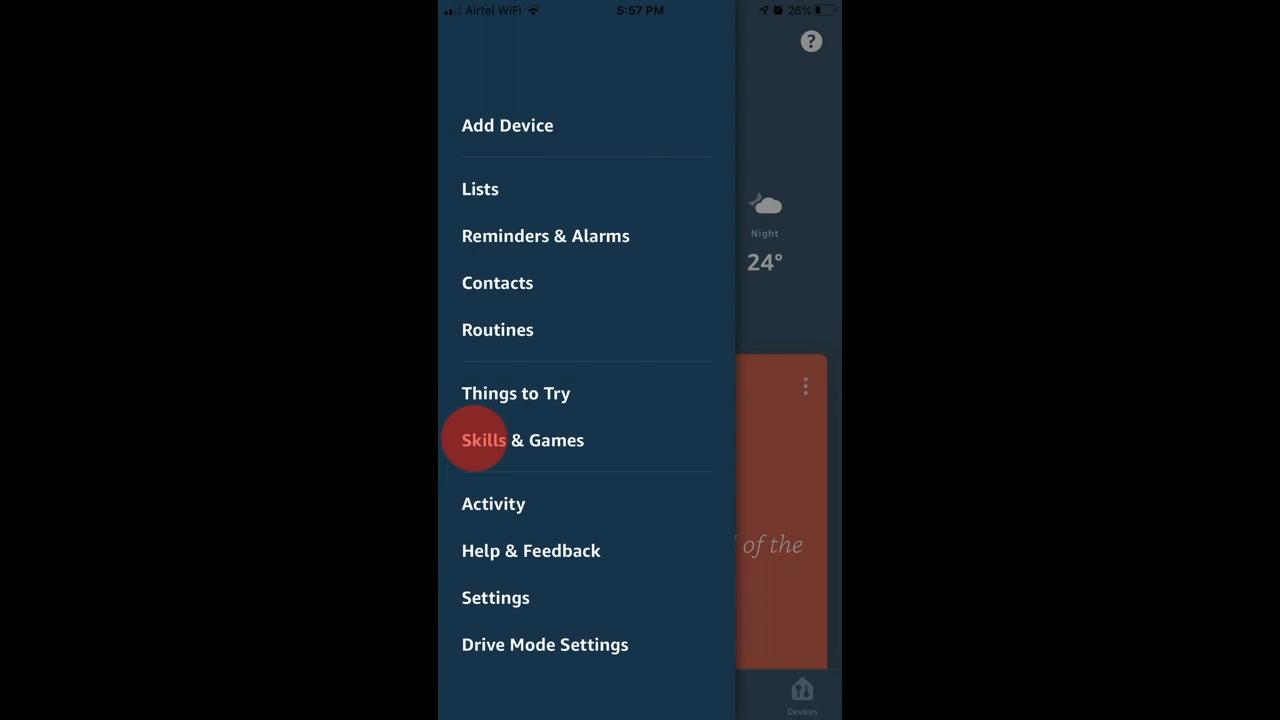 Airtel WiFi 5:57 PM 26%
?
Add Device
Lists
Reminders & Alarms
Contacts
Routines
Night
24°
Things to Try
Skills & Games
Activity
Help & Feedback
Settings
Drive Mode Settings
of the
Devices